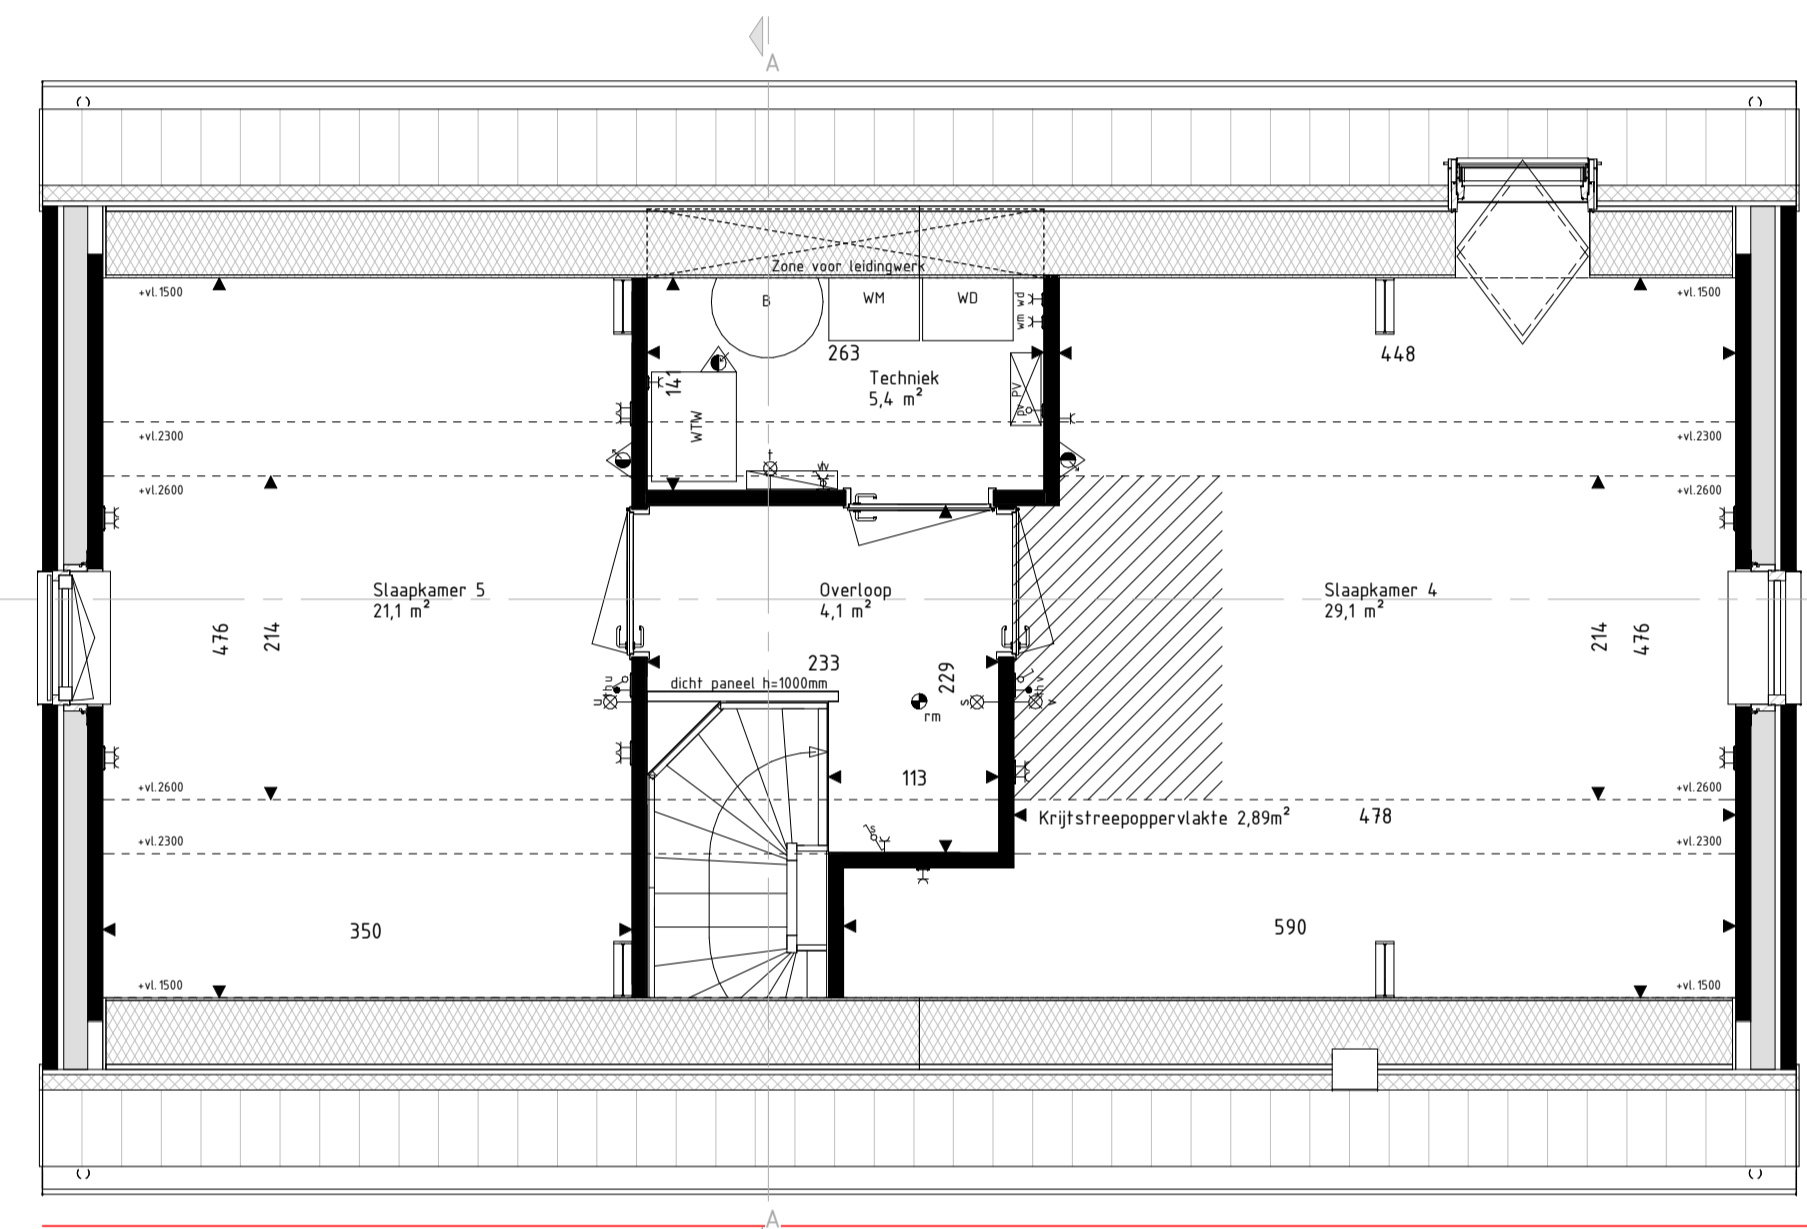 A
Zone voor leidingwerk
+vl.1500
+vl.1500
B
WM
WD
wm wd
263
448
141
Techniek
5,4 m²
pv PV
WTW
+vl.2300
+vl.2300
t
+vl.2600
+vl.2600
Slaapkamer 5
21,1 m²
Overloop
4,1 m²
Slaapkamer 4
29,1 m²
476
214
214
476
233
229
dicht paneel h=1000mm
thu
u
s
thv
v
rm
113
+vl.2600
+vl.2600
Krijtstreepoppervlakte 2,89m²
478
s
+vl.2300
+vl.2300
350
590
+vl.1500
+vl.1500
A